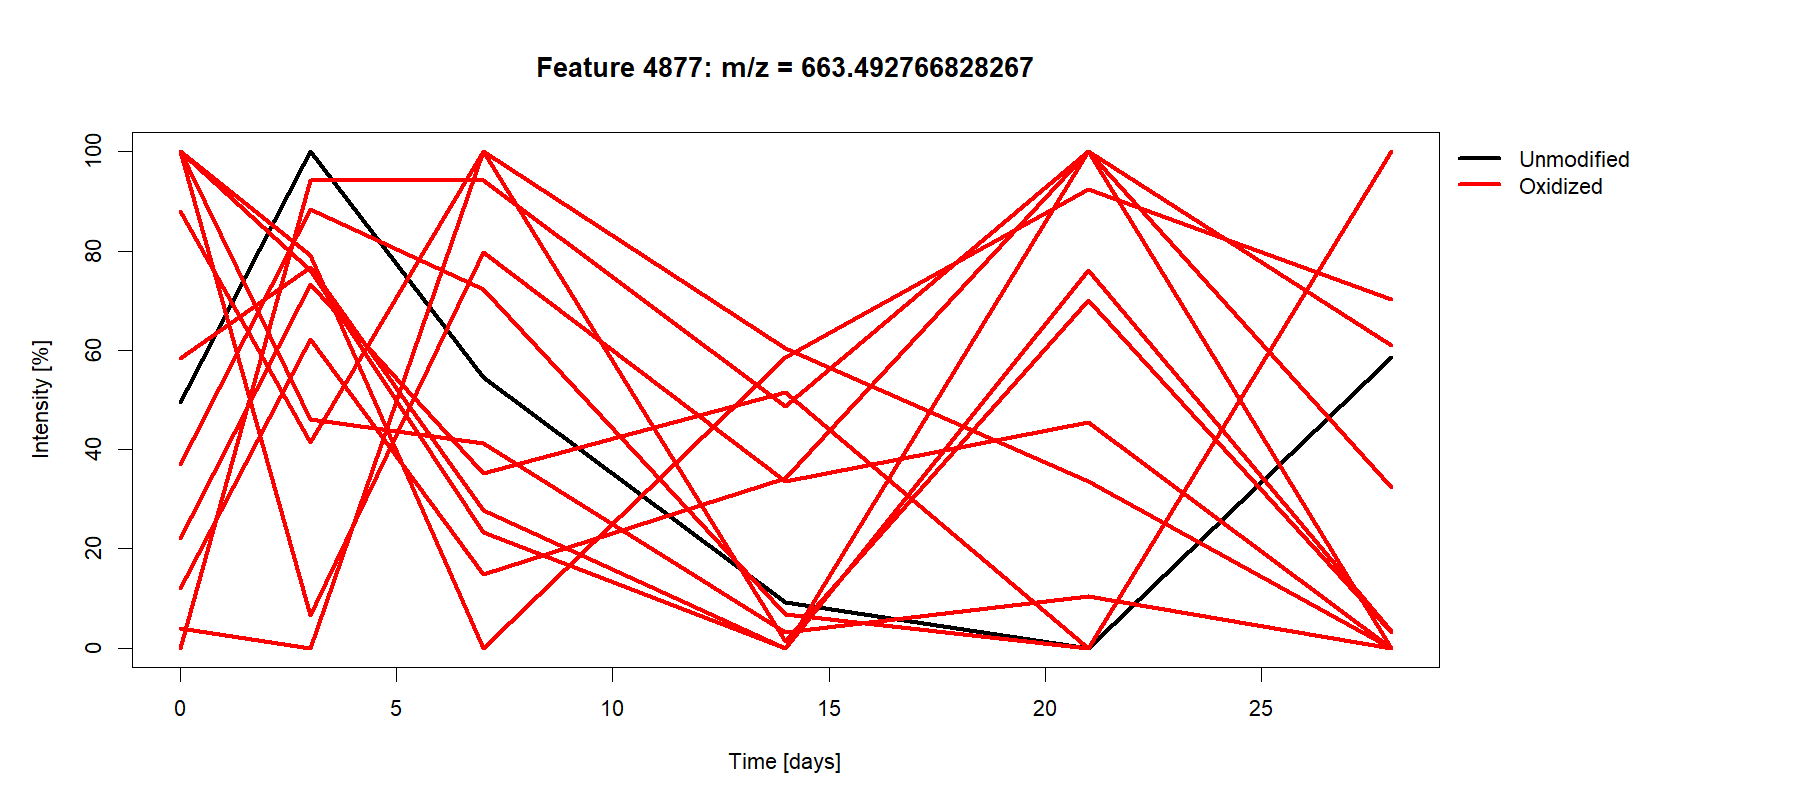 Feature 4877: m/z = 663.492766828267
Unmodified
Oxidized
Intensity [%]
100
80
60
40
20
0
0 5 10 15 20 25
Time [days]